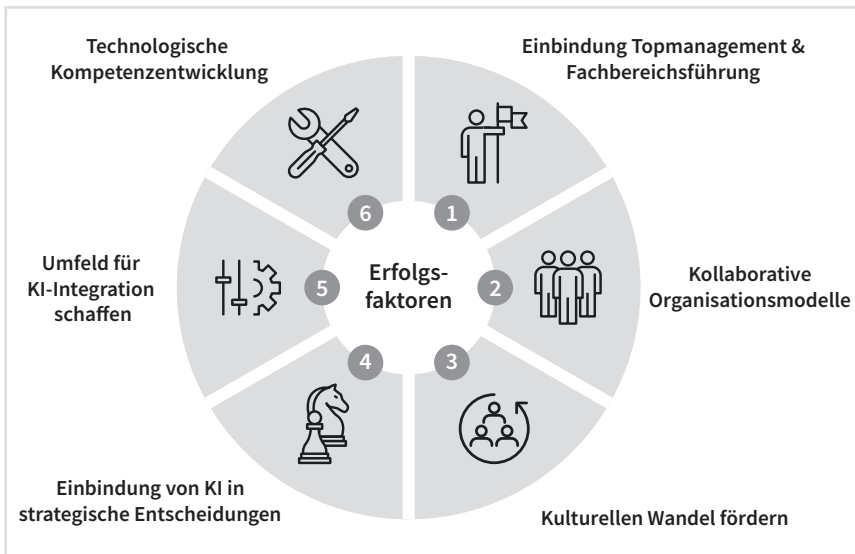 Technologische
Kompetenzentwicklung
Einbindung Topmanagement &
Fachbereichsführung
6
1
Umfeld für
KI-Integration
schaffen
5
Erfolgs-
faktoren
2
Kollaborative
Organisationsmodelle
4
3
Einbindung von KI in
strategische Entscheidungen
Kulturellen Wandel fördern